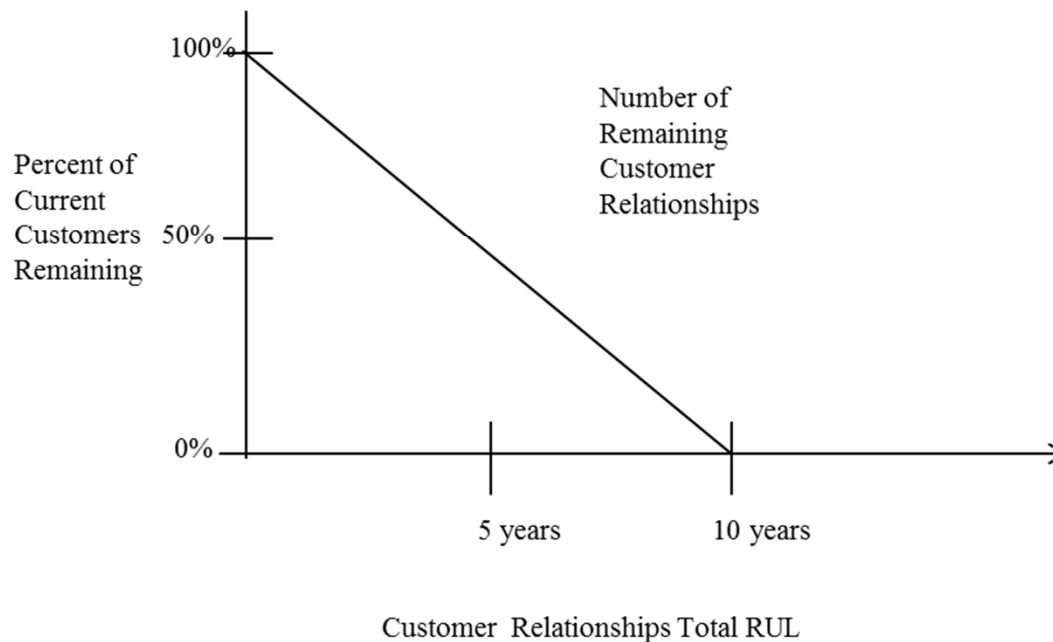 100%
Number of
Remaining
Customer
Relationships
Percent of
Current
Customers
Remaining
50%
0%
5 years
10 years
Customer Relationships Total RUL